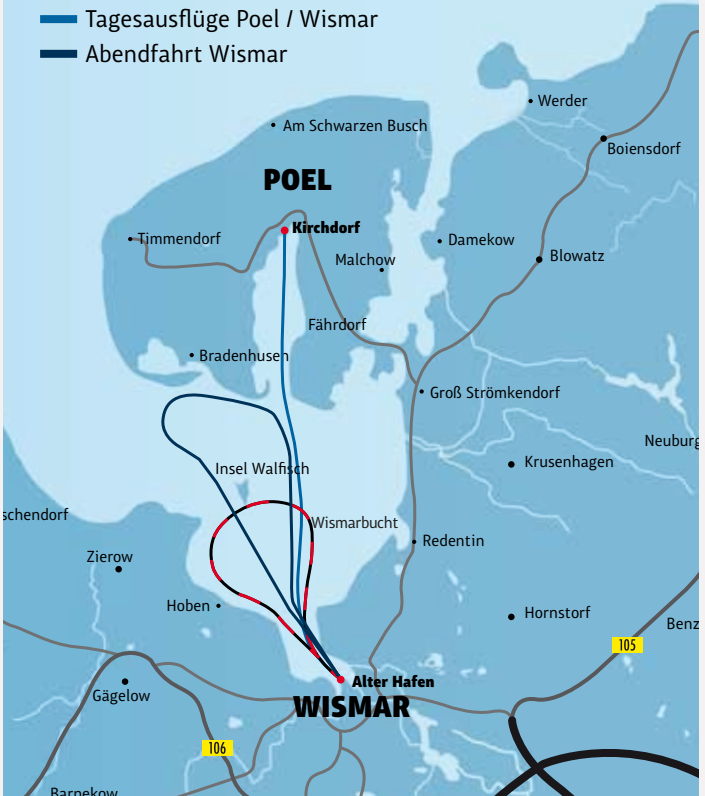 Tagesausflüge Poel / Wismar
Abendfahrt Wismar
Werder
Am Schwarzen Busch
Boiensdorf
POEL
Kirchdorf
Timmendorf
Damekow
Malchow
Blowatz
Fährdorf
Bradenhusen
Groß Strömkendorf
Neuburg
Insel Walfisch
Krusenhagen
schendorf
Wismarbucht
Redentin
Zierow
Hoben
Hornstorf
Benz
105
Alter Hafen
Gägelow
WISMAR
106
Barnekow